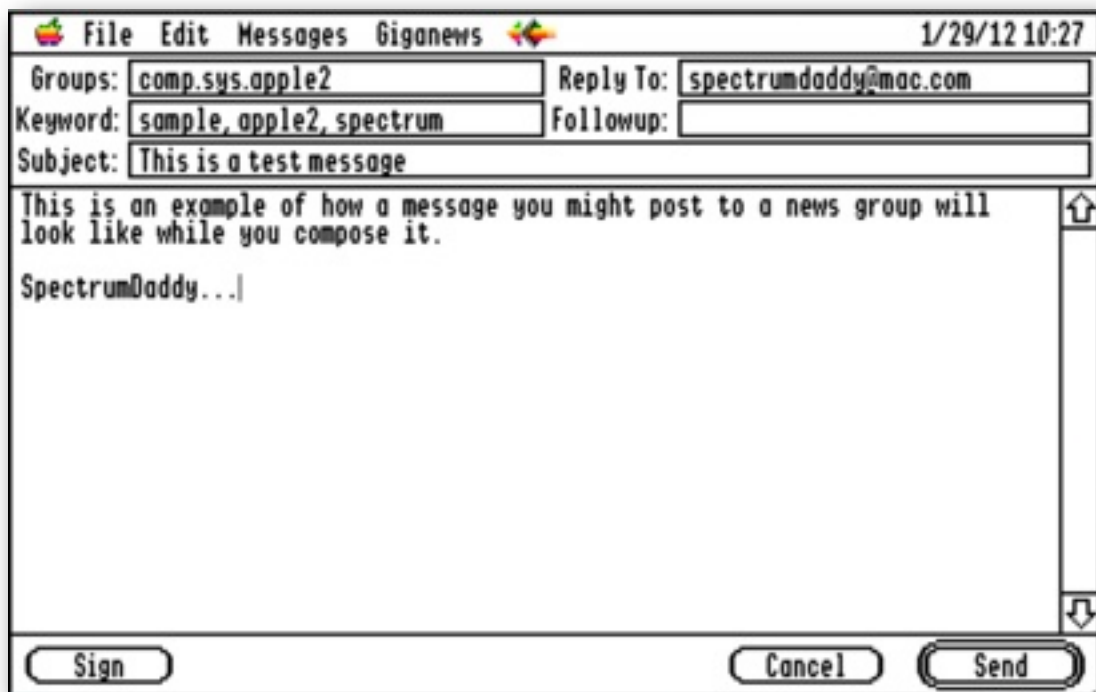 File Edit Messages Giganews 1/29/12 10:27
Groups: comp.sys.apple2 Reply To: spectrumdaddy@mac.com
Keyword: sample, apple2, spectrum Followup:
Subject: This is a test message
This is an example of how a message you might post to a news group will
look like while you compose it.
SpectrumDaddy...
Sign Cancel Send